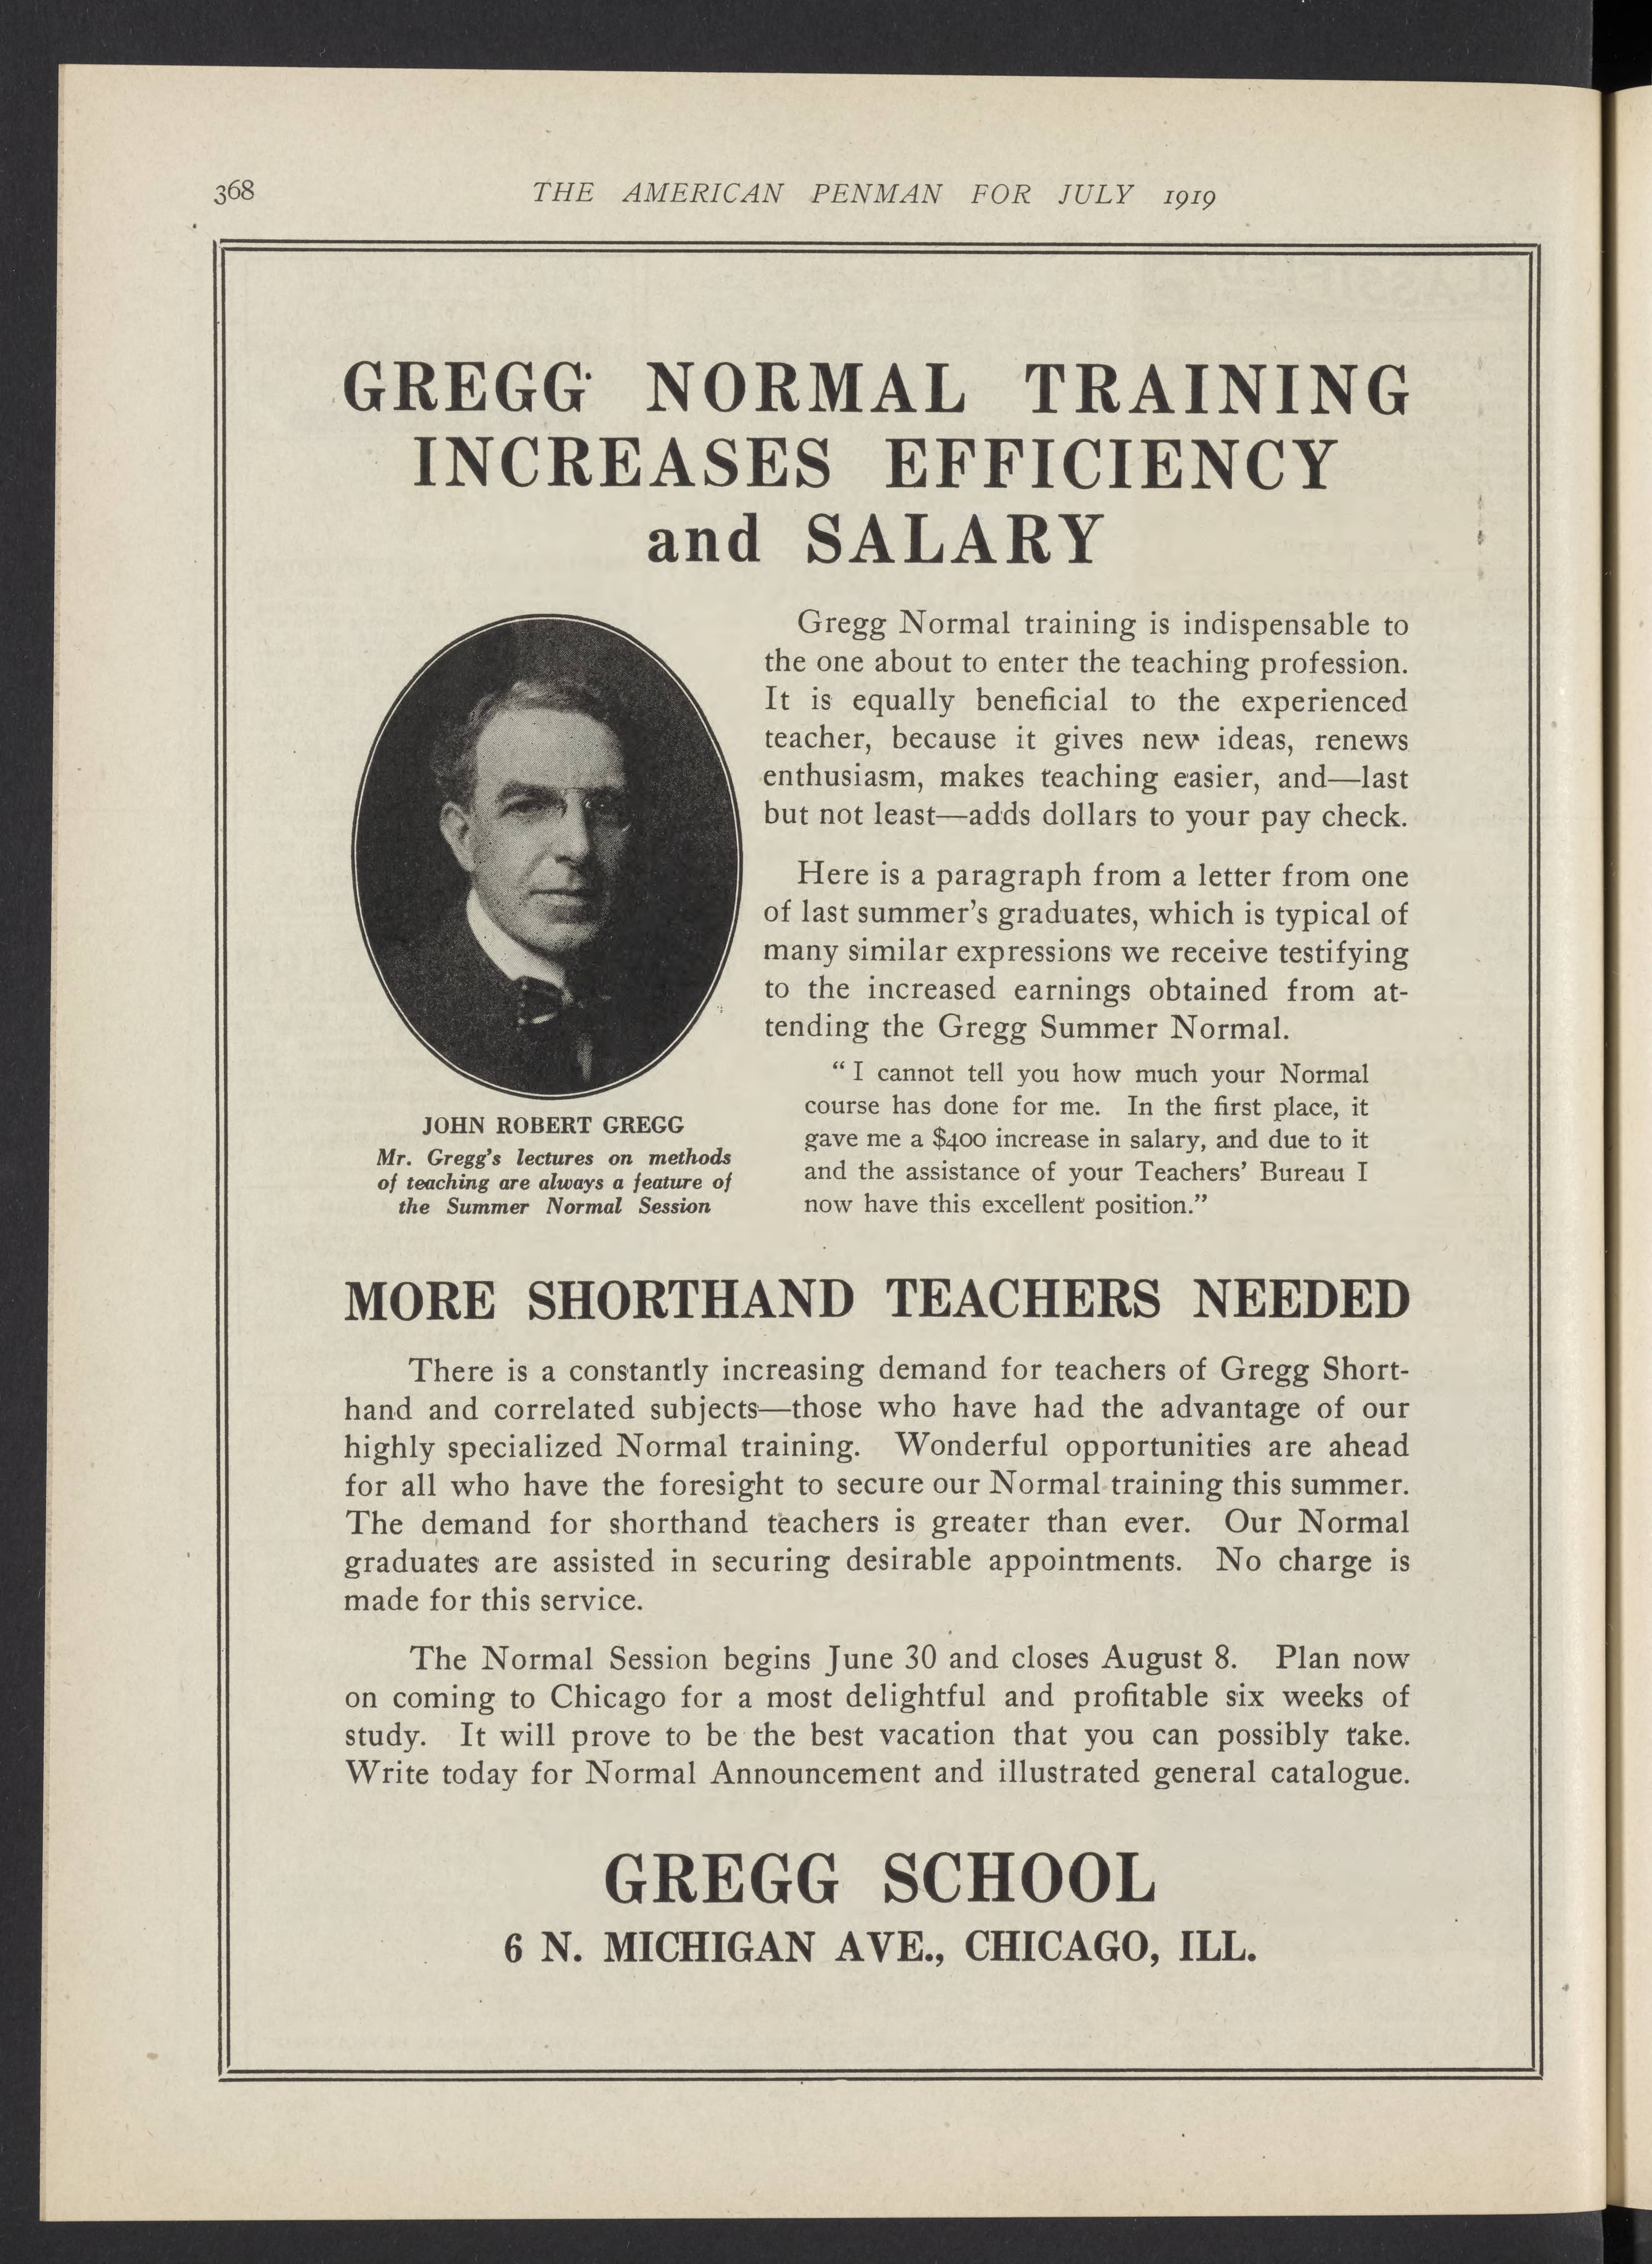 368
THE AMERICAN PENMAN FOR JULY 1919
GREGG NORMAL TRAINING
INCREASES EFFICIENCY
and SALARY
Gregg Normal training is indispensable to
the one about to enter the teaching profession.
It is equally beneficial to the experienced
teacher, because it gives new ideas, renews
enthusiasm, makes teaching easier, and—last
but not least—adds dollars to your pay check.
Here is a paragraph from a letter from one
of last summer's graduates, which is typical of
many similar expressions we receive testifying
to the increased earnings obtained from at-
tending the Gregg Summer Normal.
“ I cannot tell you how much your Normal
course has done for me. In the first place, it
gave me a $400 increase in salary, and due to it
and the assistance of your Teachers' Bureau I
now have this excellent position.”
JOHN ROBERT GREGG
Mr. Gregg's lectures on methods
of teaching are always a feature of
the Summer Normal Session
MORE SHORTHAND TEACHERS NEEDED
There is a constantly increasing demand for teachers of Gregg Short-
hand and correlated subjects—those who have had the advantage of our
highly specialized Normal training. Wonderful opportunities are ahead
for all who have the foresight to secure our Normal training this summer.
The demand for shorthand teachers is greater than ever. Our Normal
graduates are assisted in securing desirable appointments. No charge is
made for this service.
The Normal Session begins June 30 and closes August 8. Plan now
on coming to Chicago for a most delightful and profitable six weeks of
study. It will prove to be the best vacation that you can possibly take.
Write today for Normal Announcement and illustrated general catalogue.
GREGG SCHOOL
6 N. MICHIGAN AVE., CHICAGO, ILL.